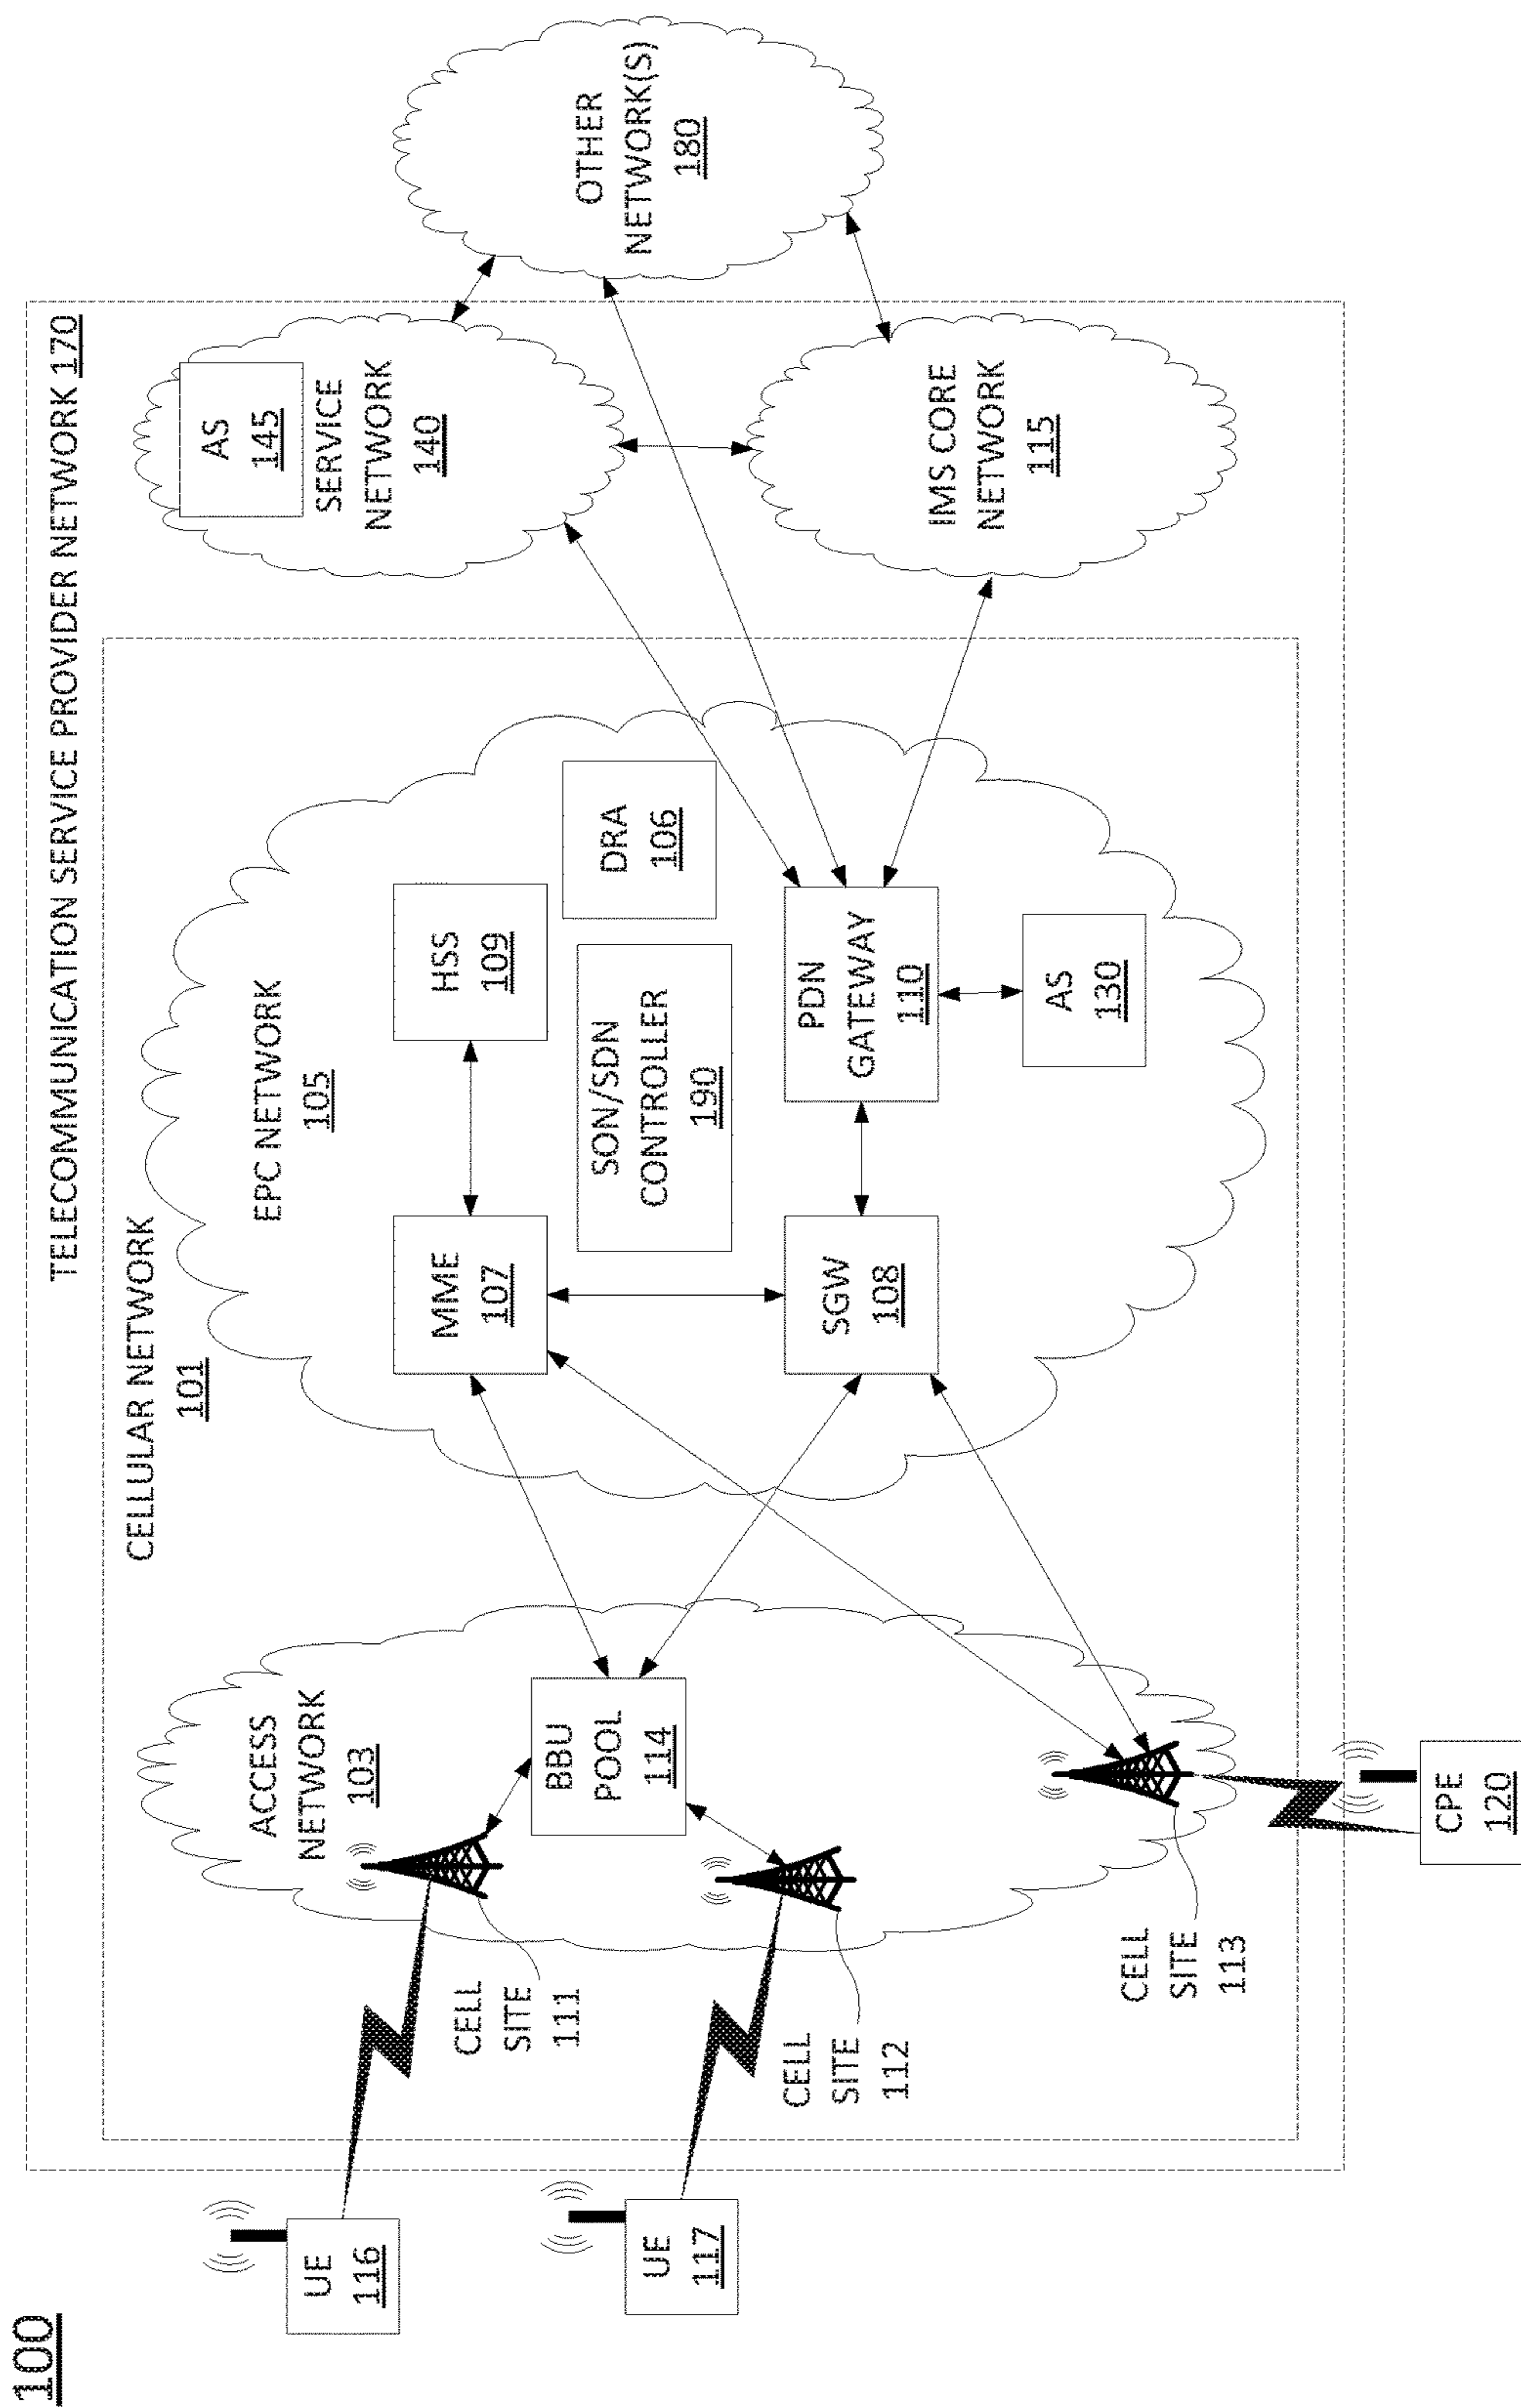 100
TELECOMMUNICATION SERVICE PROVIDER NETWORK 170
CELLULAR NETWORK
101
ACCESS
NETWORK
103
EPC NETWORK
105
UE
116
UE
117
CELL
SITE
111
CELL
SITE
112
CELL
SITE
113
BBU
POOL
114
CPE
120
MME
107
HSS
109
SON/SDN
CONTROLLER
190
DRA
106
SGW
108
PDN
GATEWAY
110
AS
130
AS
145
SERVICE
NETWORK
140
IMS CORE
NETWORK
115
OTHER
NETWORK(S)
180